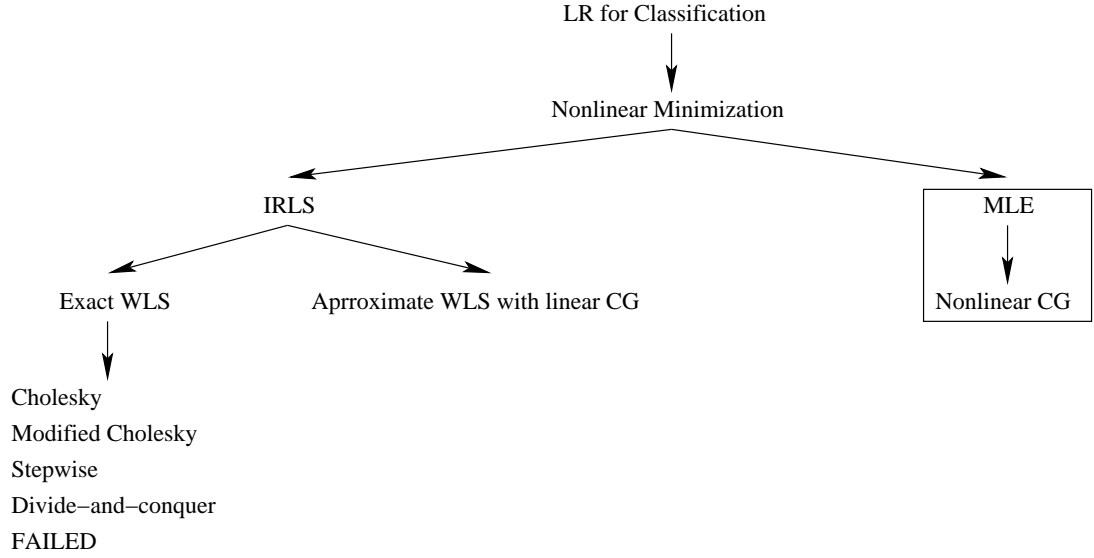 LR for Classification
Nonlinear Minimization
IRLS
MLE
Exact WLS
Aprroximate WLS with linear CG
Nonlinear CG
Cholesky
Modified Cholesky
Stepwise
Divide−and−conquer
FAILED